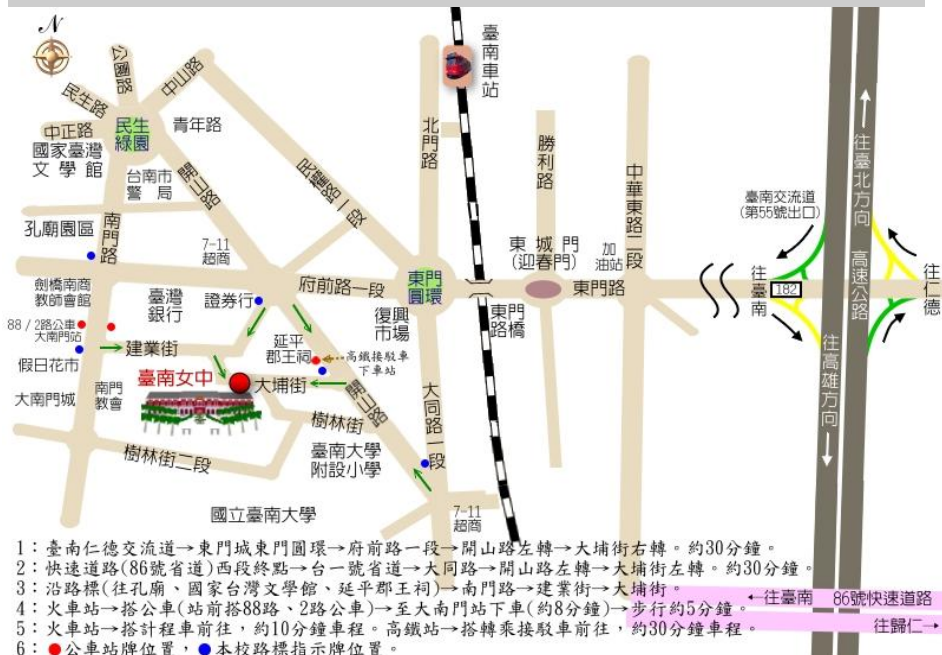 N
臺南車站
公園路
中山路
民生路
中正路
民生
綠園
青年路
國家臺灣
文學館
台南市
警局
開山路
民權路一段
北門路
勝利路
中華東路二段
往臺北方向
臺南交流道
(第55號出口)
孔廟園區
南門路
7-11
超商
東城門
(迎春門)
加油站
高速公路
劍橋南商
教師會館
臺灣
銀行
證券行
府前路一段
東門
圓環
東門路
往臺南
182
往仁德
88 / 2路公車
大南門站
建業街
延平
郡王祠
復興
市場
東門路橋
高鐵接駁車
下車站
假日花市
臺南女中
大埔街
開山路
大同路一段
往高雄方向
大南門城
南門
教會
樹林街
樹林街二段
臺南大學
附設小學
國立臺南大學
7-11
超商
1：臺南仁德交流道→東門城東門圓環→府前路一段→開山路左轉→大埔街右轉。約30分鐘。
2：快速道路(86號省道)西段終點→台一號省道→大同路→開山路左轉→大埔街左轉。約30分鐘。
3：沿路標(往孔廟、國家台灣文學館、延平郡王祠)→南門路→建業街→大埔街。
4：火車站→搭公車(站前搭88路、2路公車)→至大南門站下車(約8分鐘)→步行約5分鐘。
5：火車站→搭計程車前往，約10分鐘車程。高鐵站→搭轉乘接駁車前往，約30分鐘車程。
6：●公車站牌位置，●本校路標指示牌位置。
←往臺南 86號快速道路
往歸仁→